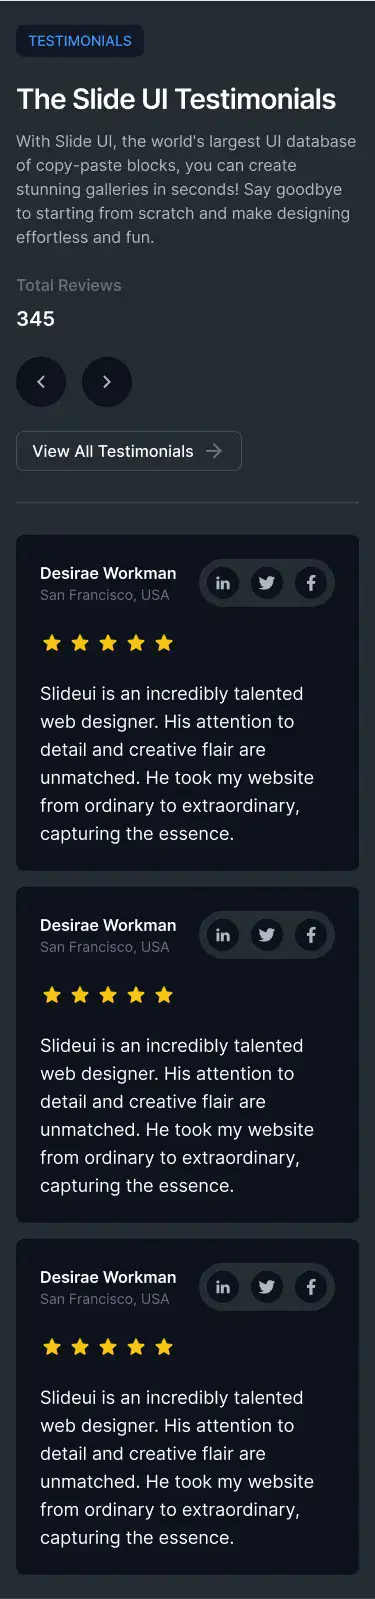 TESTIMONIALS
The Slide UI Testimonials
With Slide UI, the world's largest UI database
of copy-paste blocks, you can create
stunning galleries in seconds! Say goodbye
to starting from scratch and make designing
effortless and fun.
Total Reviews
345
View All Testimonials
Desirae Workman
San Francisco, USA
Slideui is an incredibly talented
web designer. His attention to
detail and creative flair are
unmatched. He took my website
from ordinary to extraordinary,
capturing the essence.
Desirae Workman
San Francisco, USA
Slideui is an incredibly talented
web designer. His attention to
detail and creative flair are
unmatched. He took my website
from ordinary to extraordinary,
capturing the essence.
Desirae Workman
San Francisco, USA
Slideui is an incredibly talented
web designer. His attention to
detail and creative flair are
unmatched. He took my website
from ordinary to extraordinary,
capturing the essence.